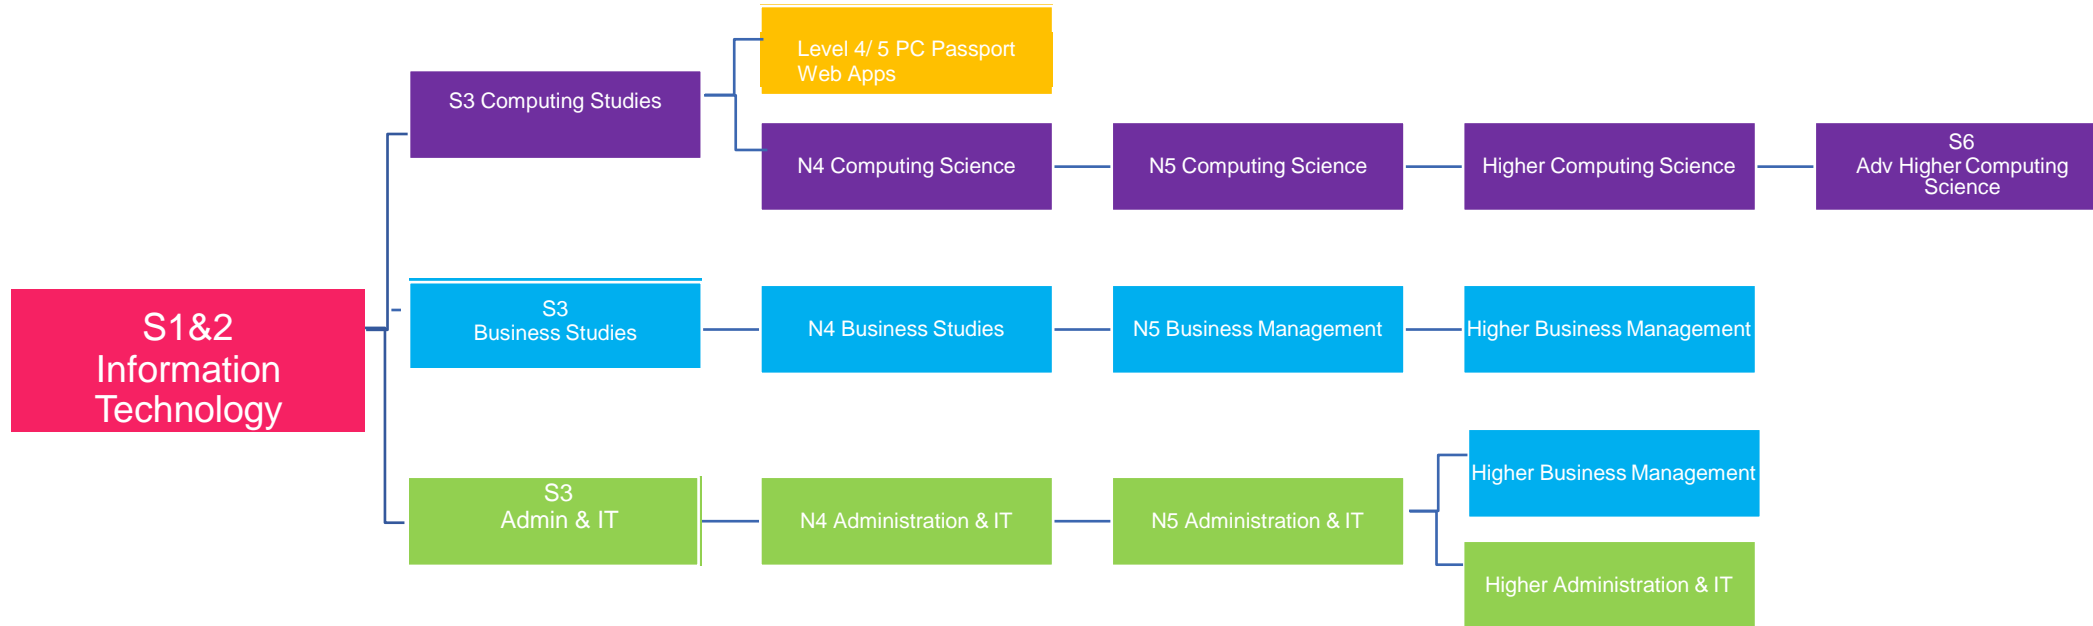 Level 4/ 5 PC Passport
Web Apps
S3 Computing Studies
N4 Computing Science
N5 Computing Science
Higher Computing Science
S6
Adv Higher Computing
Science
S1&2
Information
Technology
S3
Business Studies
N4 Business Studies
N5 Business Management
Higher Business Management
S3
Admin & IT
N4 Administration & IT
N5 Administration & IT
Higher Business Management
Higher Administration & IT